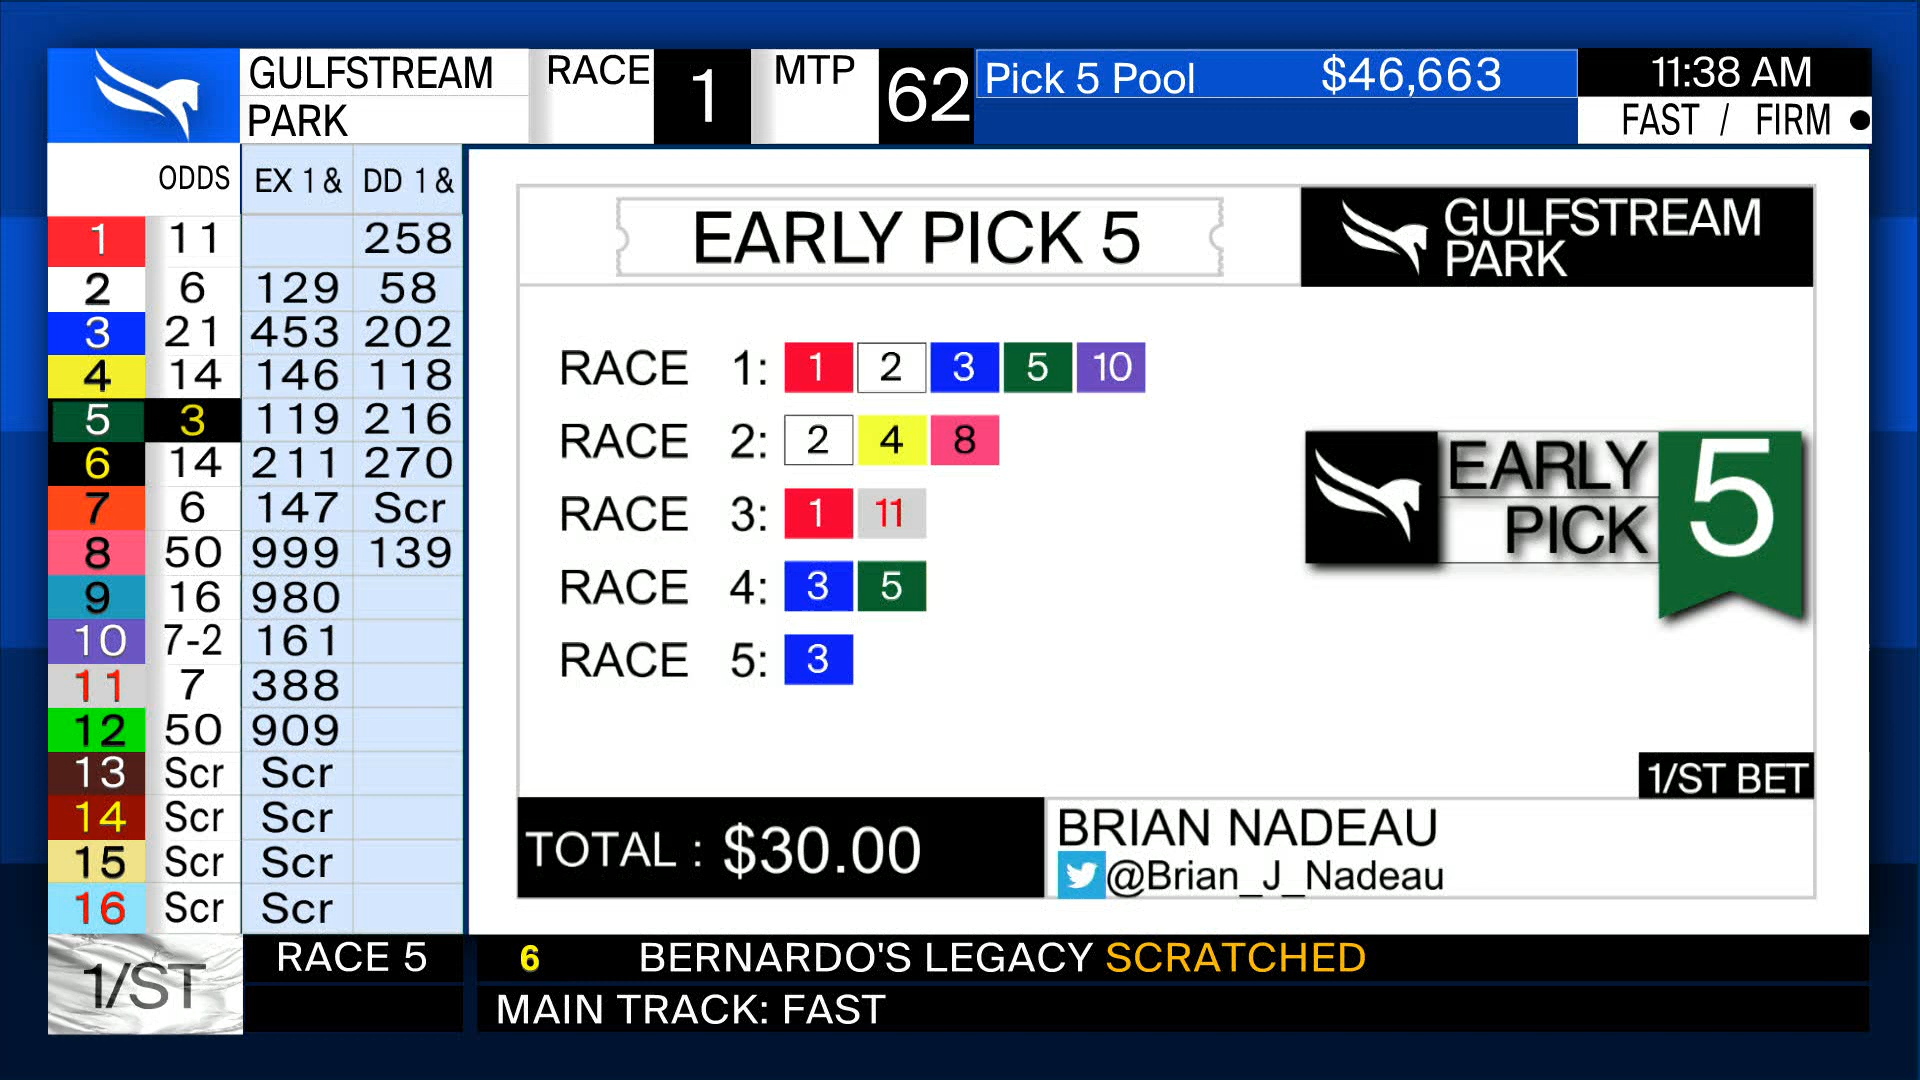 GULFSTREAM PARK RACE 1 MTP 62 Pick 5 Pool $46,663 11:38 AM
FAST / FIRM
ODDS EX 1 & DD 1 &
1 11 258
2 6 129 58
3 21 453 202
4 14 146 118
5 3 119 216
6 14 211 270
7 6 147 Scr
8 50 999 139
9 16 980
10 7-2 161
11 7 388
12 50 909
13 Scr Scr
14 Scr Scr
15 Scr Scr
16 Scr Scr
EARLY PICK 5
GULFSTREAM
PARK
RACE 1: 1 2 3 5 10
RACE 2: 2 4 8
RACE 3: 1 11
RACE 4: 3 5
RACE 5: 3
EARLY
PICK
5
1/ST BET
TOTAL : $30.00
BRIAN NADEAU
@Brian_J_Nadeau
1/ST
RACE 5 6 BERNARDO'S LEGACY SCRATCHED
MAIN TRACK: FAST